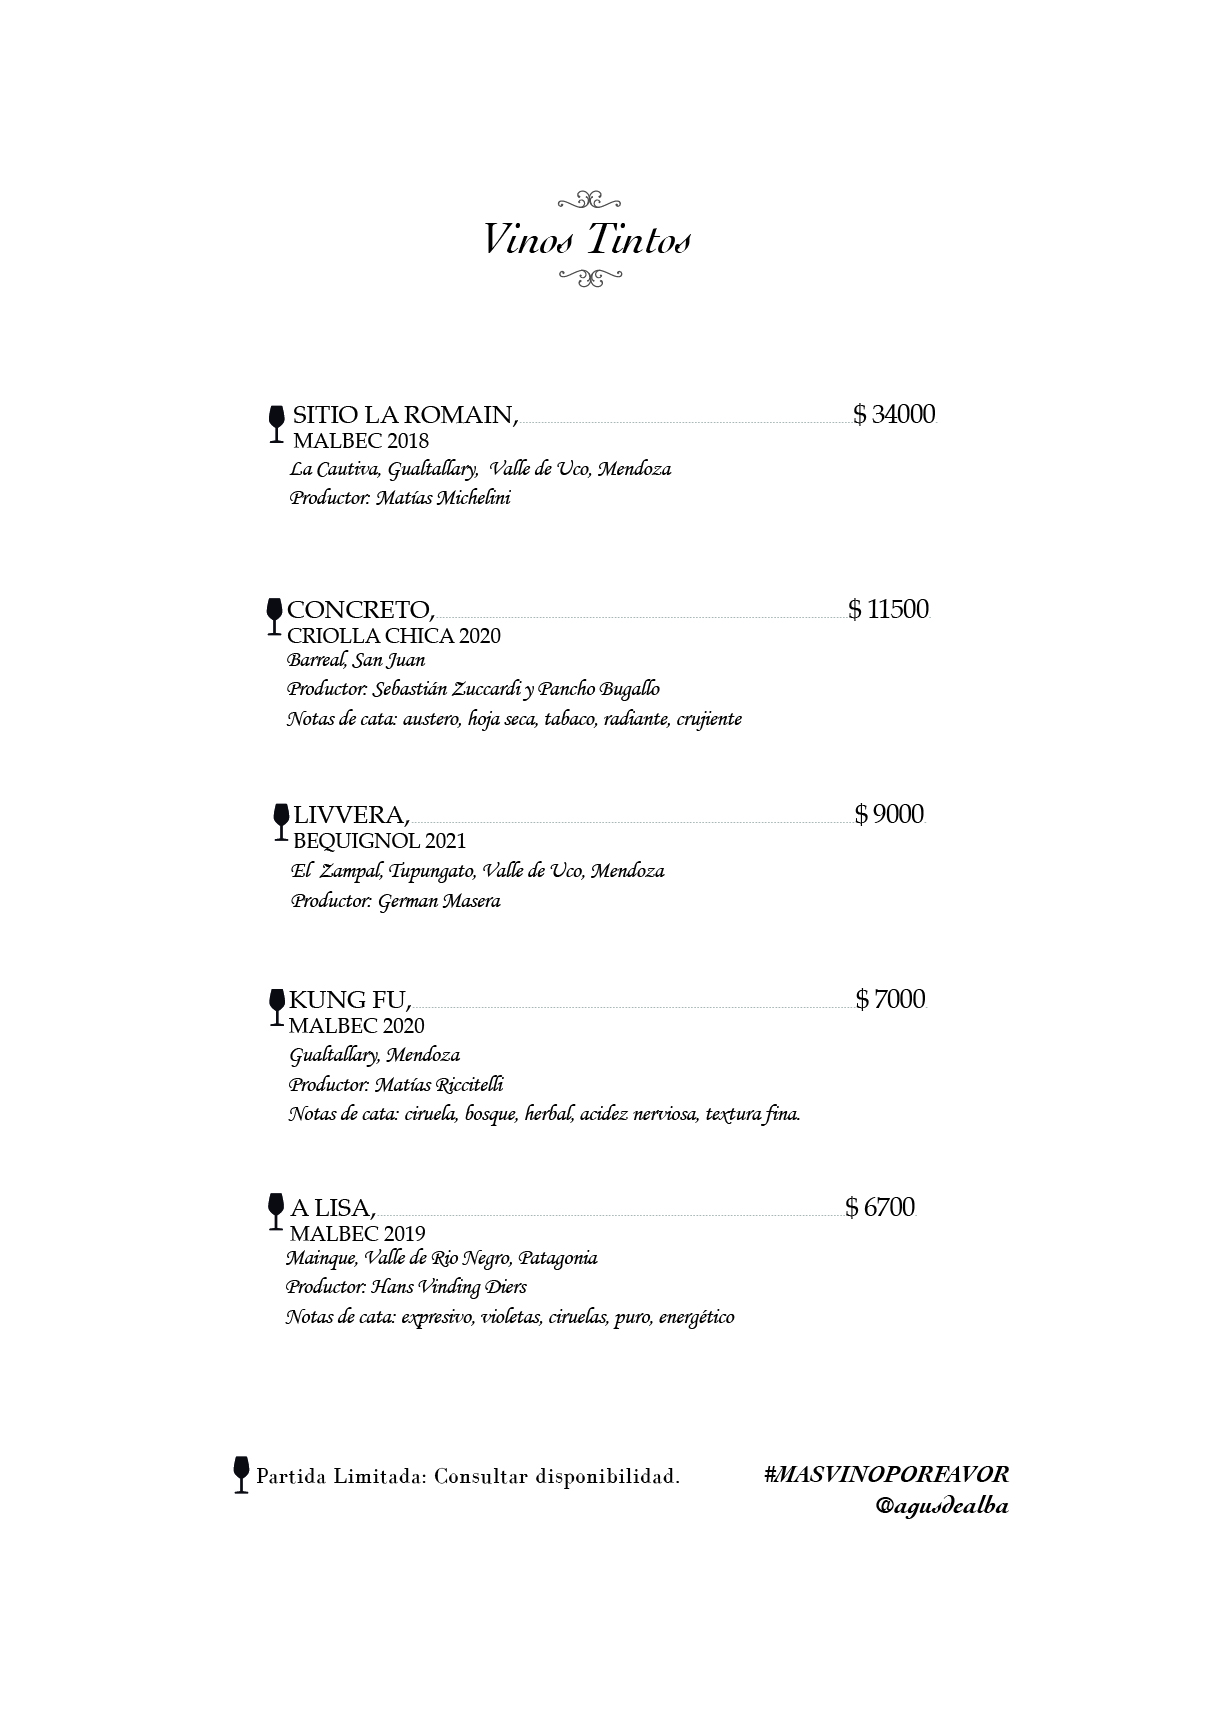 Vinos Tintos
SITIO LA ROMAIN, $ 34000
MALBEC 2018
La Cautiva, Gualtallary, Valle de Uco, Mendoza
Productor: Matías Michelini
CONCRETO, $ 11500
CRIOLLA CHICA 2020
Barreal, San Juan
Productor: Sebastián Zuccardi y Pancho Bugallo
Notas de cata: austero, hoja seca, tabaco, radiante, crujiente
LIVVERA, $ 9000
BEQUIGNOL 2021
El Zampal, Tupungato, Valle de Uco, Mendoza
Productor: German Masera
KUNG FU, $ 7000
MALBEC 2020
Gualtallary, Mendoza
Productor: Matías Riccitelli
Notas de cata: ciruela, bosque, herbal, acidez nerviosa, textura fina.
A LISA, $ 6700
MALBEC 2019
Mainque, Valle de Rio Negro, Patagonia
Productor: Hans Vinding Diers
Notas de cata: expresivo, violetas, ciruelas, puro, energético
Partida Limitada: Consultar disponibilidad.
#MASVINOPORFAVOR
@agusdealba